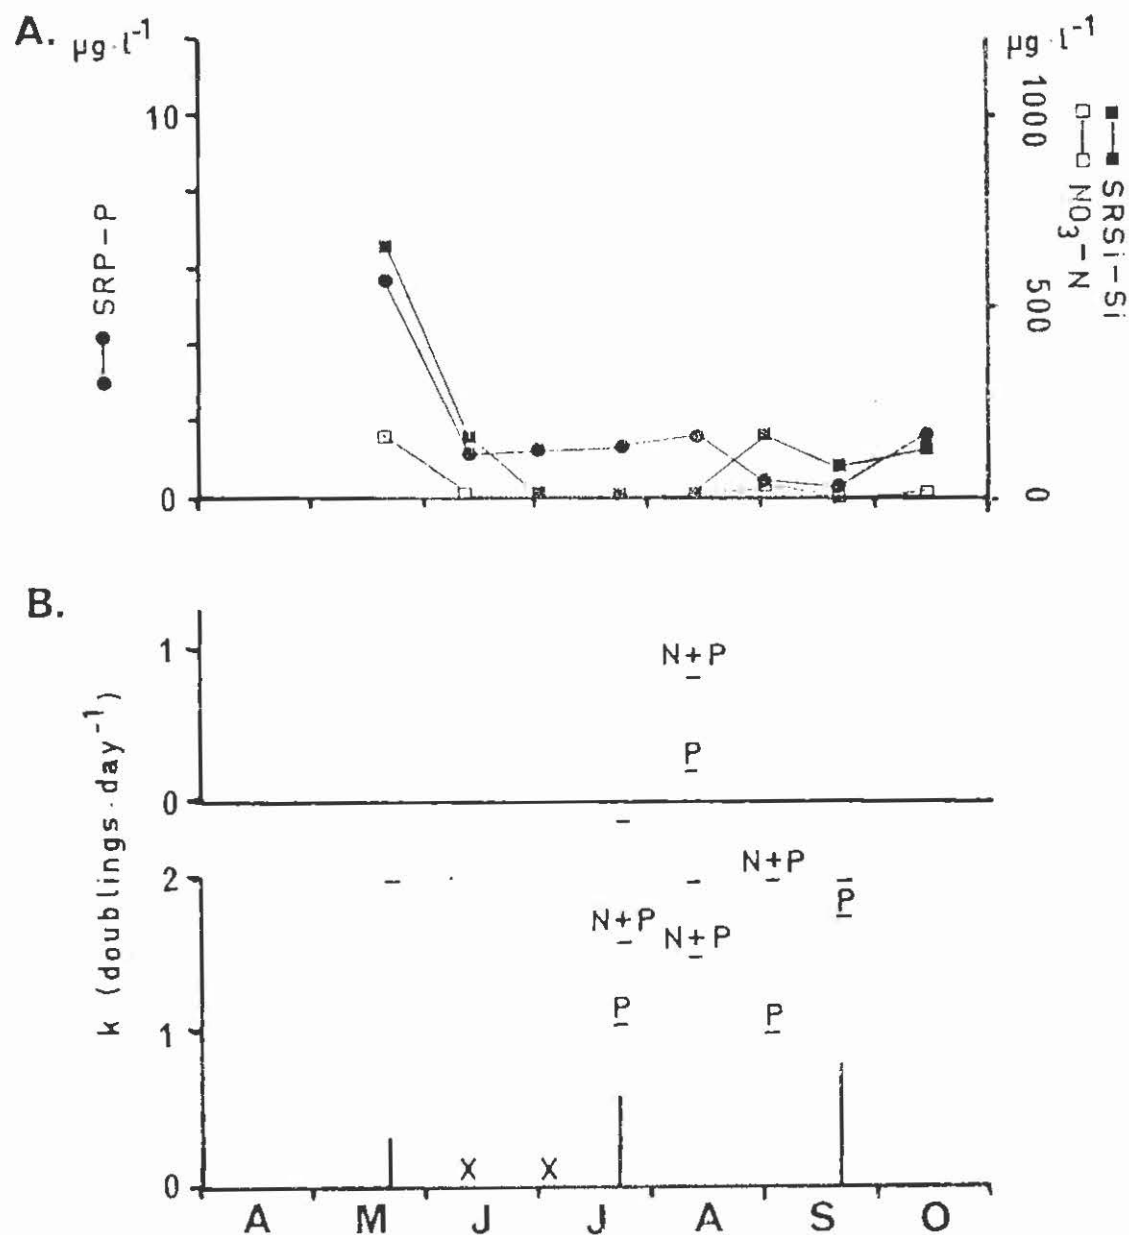 A.
µg·l⁻¹
10
0
SRP-P
µg·l⁻¹
1000
500
0
SRSi-Si
NO₃-N
B.
k (doublings·day⁻¹)
1
0
N+P
P
2
1
0
N+P
N+P
N+P
P
P
P
X X
A M J J A S O